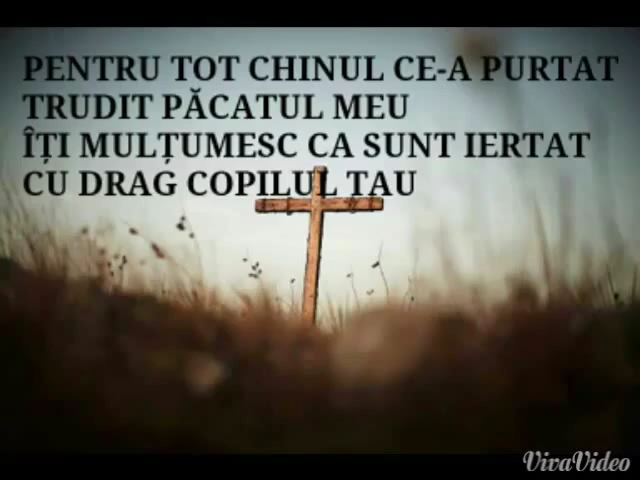 PENTRU TOT CHINUL CE-A PURTAT
TRUDIT PĂCATUL MEU
ÎȚI MULȚUMESC CA SUNT IERTAT
CU DRAG COPILUL TAU
VivaVideo